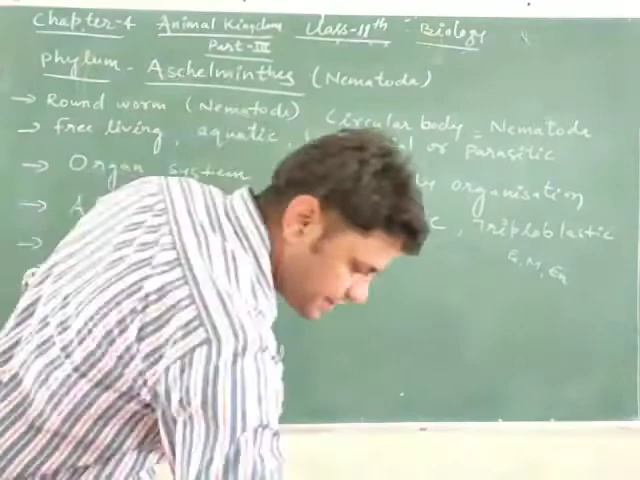 Chapter-4 Animal Kingdom Class-11th - Biology
Part-III
Phylum - Aschelminthes (Nematoda)
→ Round worm (Nematode) Circular body = Nematoda
→ Free living, aquatic, or Parasitic
→ Organ system organisation
→ A , Triploblastic
→